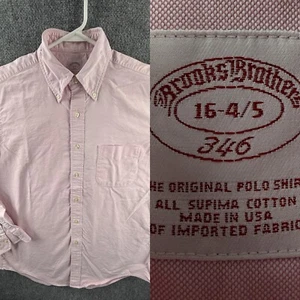 Brooks Brothers
16-4/5
346
THE ORIGINAL POLO SHIRT
ALL SUPIMA COTTON
MADE IN USA
OF IMPORTED FABRIC